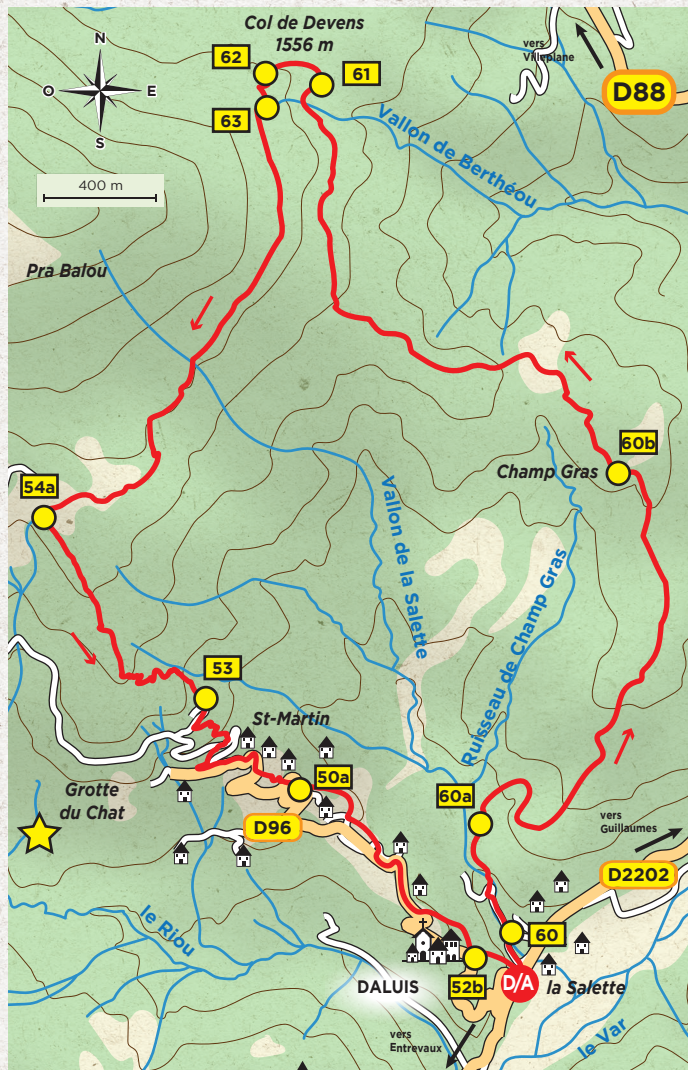 Col de Devens
1556 m
N
O
E
S
62
61
63
vers
Villeplane
D88
400 m
Vallon de Berthéou
Pra Balou
60b
Champ Gras
54a
Vallon de la Salette
Ruisseau de Champ Gras
53
St-Martin
50a
Grotte
du Chat
60a
vers
Guillaumes
D96
D2202
le Riou
60
DALUIS
52b
D/A
la Salette
vers
Entrevaux
le Var